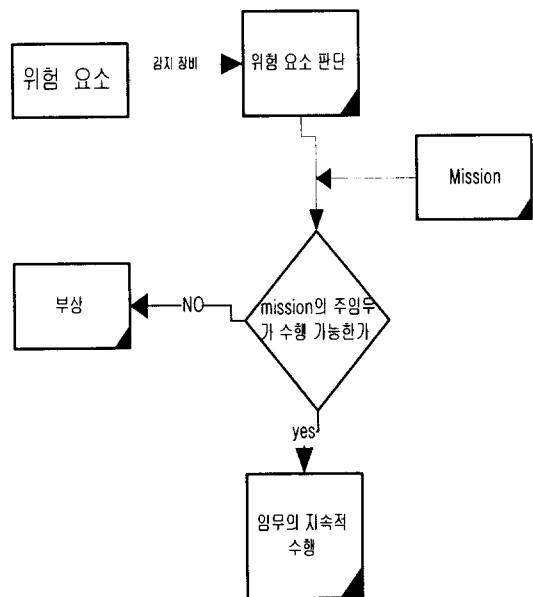 위험 요소
감지 장비
위험 요소 판단
Mission
mission의 주임무
가 수행 가능한가
NO
부상
yes
임무의 지속적
수행